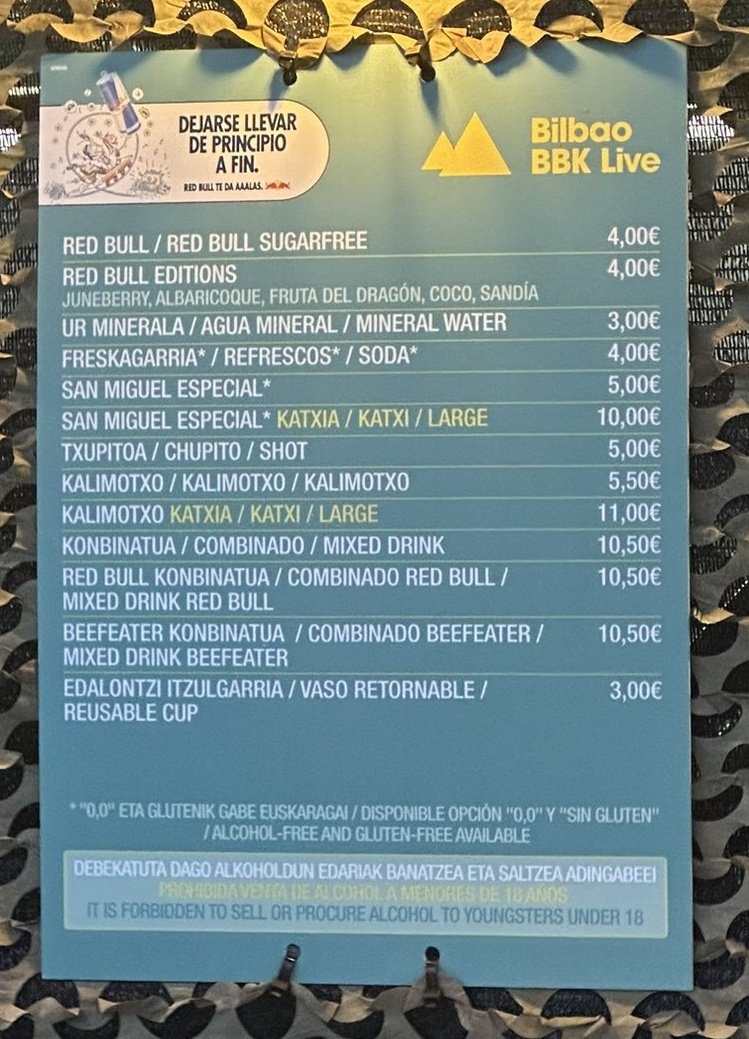 DEJARSE LLEVAR
DE PRINCIPIO
A FIN.
RED BULL TE DA AAALAS.
Bilbao
BBK Live
RED BULL / RED BULL SUGARFREE 4,00€
RED BULL EDITIONS 4,00€
JUNEBERRY, ALBARICOQUE, FRUTA DEL DRAGÓN, COCO, SANDÍA
UR MINERALA / AGUA MINERAL / MINERAL WATER 3,00€
FRESKAGARRIA* / REFRESCOS* / SODA* 4,00€
SAN MIGUEL ESPECIAL* 5,00€
SAN MIGUEL ESPECIAL* KATXIA / KATXI / LARGE 10,00€
TXUPITOA / CHUPITO / SHOT 5,00€
KALIMOTXO / KALIMOTXO / KALIMOTXO 5,50€
KALIMOTXO KATXIA / KATXI / LARGE 11,00€
KONBINATUA / COMBINADO / MIXED DRINK 10,50€
RED BULL KONBINATUA / COMBINADO RED BULL / 10,50€
MIXED DRINK RED BULL
BEEFEATER KONBINATUA / COMBINADO BEEFEATER / 10,50€
MIXED DRINK BEEFEATER
EDALONTZI ITZULGARRIA / VASO RETORNABLE / 3,00€
REUSABLE CUP
* "0,0" ETA GLUTENIK GABE EUSKARAGAI / DISPONIBLE OPCIÓN "0,0" Y "SIN GLUTEN"
/ ALCOHOL-FREE AND GLUTEN-FREE AVAILABLE
DEBEKATUTA DAGO ALKOHOLDUN EDARIAK BANATZEA ETA SALTZEA ADINGABEEI
PROHIBIDA VENTA DE ALCOHOL A MENORES DE 18 AÑOS
IT IS FORBIDDEN TO SELL OR PROCURE ALCOHOL TO YOUNGSTERS UNDER 18